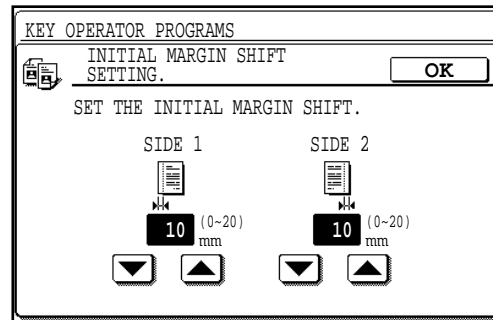 KEY OPERATOR PROGRAMS
INITIAL MARGIN SHIFT
SETTING.
OK
SET THE INITIAL MARGIN SHIFT.
SIDE 1
SIDE 2
10 (0~20) mm
10 (0~20) mm